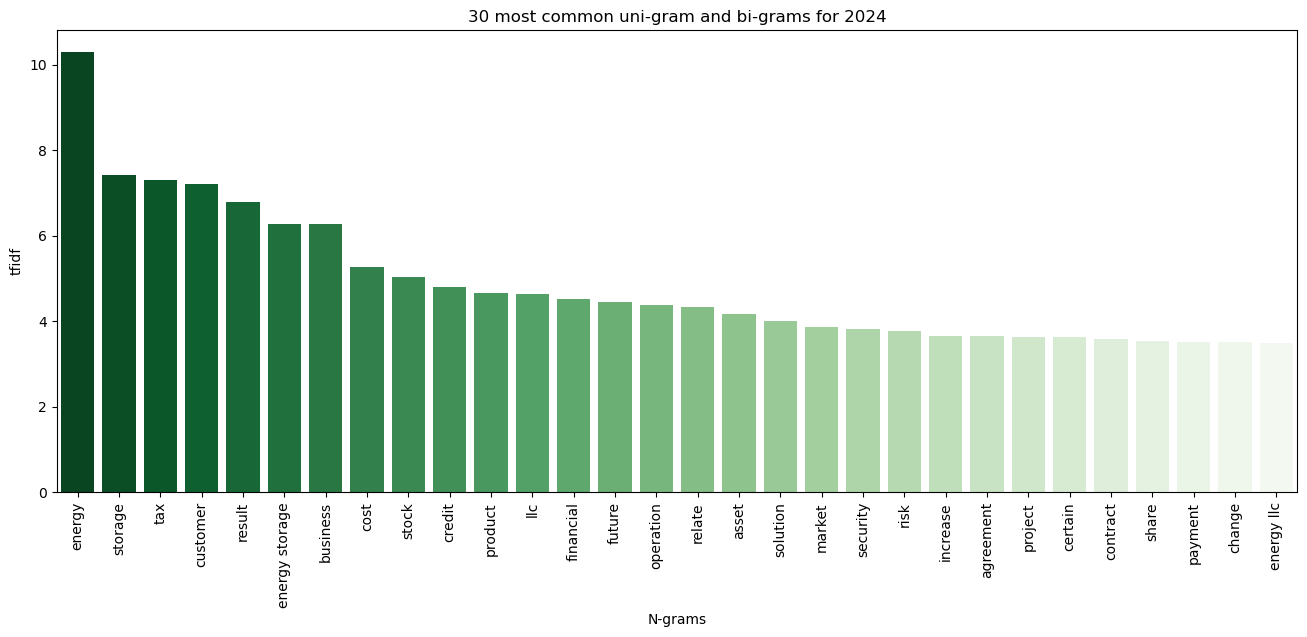 30 most common uni-gram and bi-grams for 2024
tfidf
10
8
6
4
2
0
energy
storage
tax
customer
result
energy storage
business
cost
stock
credit
product
llc
financial
future
operation
relate
asset
solution
market
security
risk
increase
agreement
project
certain
contract
share
payment
change
energy llc
N-grams